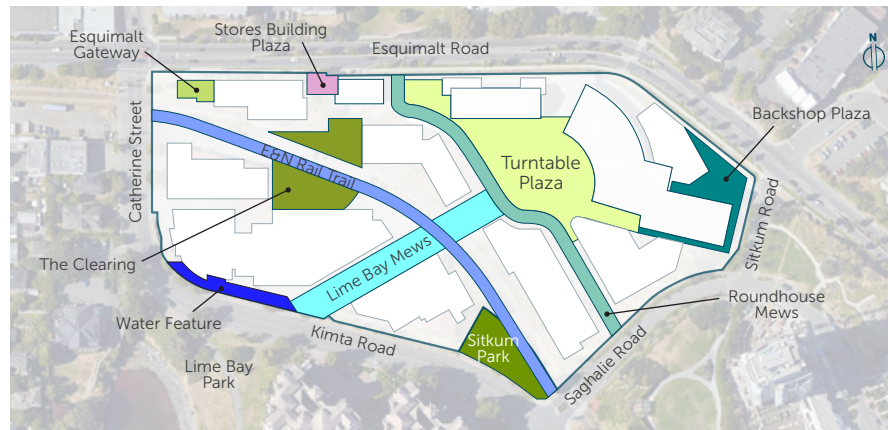 Esquimalt
Gateway
Stores Building
Plaza
Esquimalt Road
N
Catherine Street
E&N Rail Trail
Turntable
Plaza
Backshop Plaza
Sitkum Road
The Clearing
Lime Bay Mews
Water Feature
Kimta Road
Lime Bay
Park
Sitkum
Park
Saghalie Road
Roundhouse
Mews